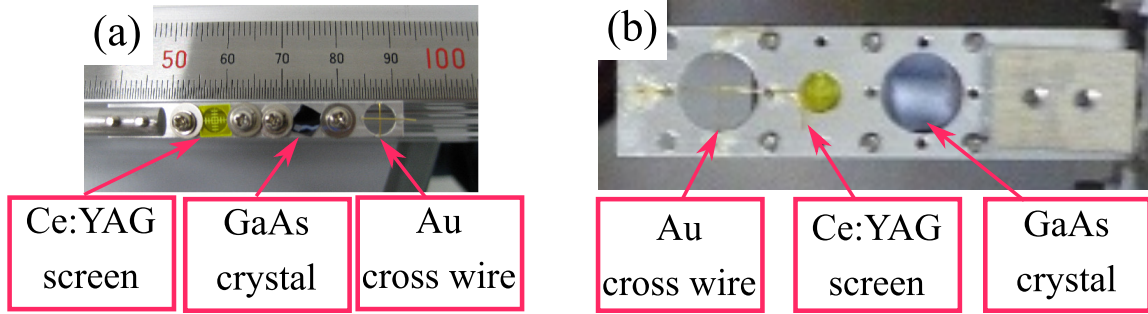 (a)
50 60 70 80 90 100
Ce:YAG
screen
GaAs
crystal
Au
cross wire
(b)
Au
cross wire
Ce:YAG
screen
GaAs
crystal